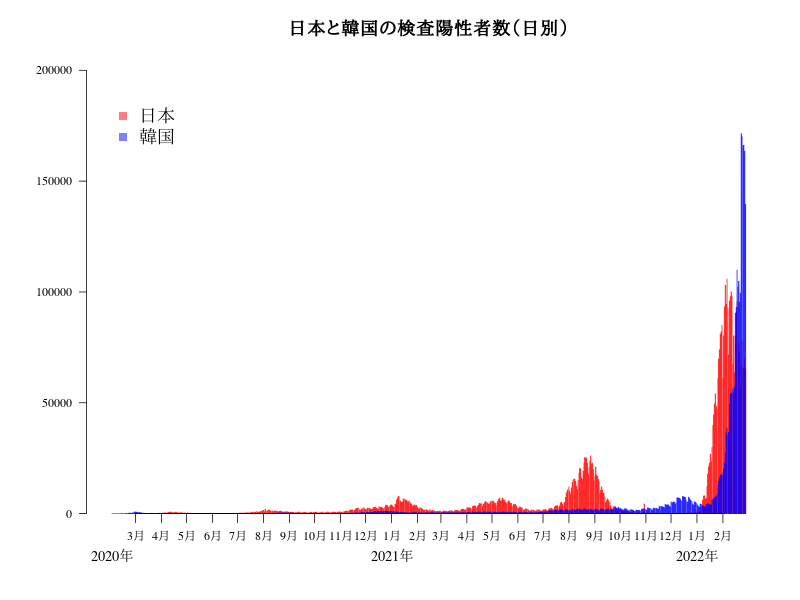 日本と韓国の検査陽性者数（日別）
200000
日本
韓国
150000
100000
50000
0
3月 4月 5月 6月 7月 8月 9月 10月 11月 12月 1月 2月 3月 4月 5月 6月 7月 8月 9月 10月 11月 12月 1月 2月
2020年 2021年 2022年